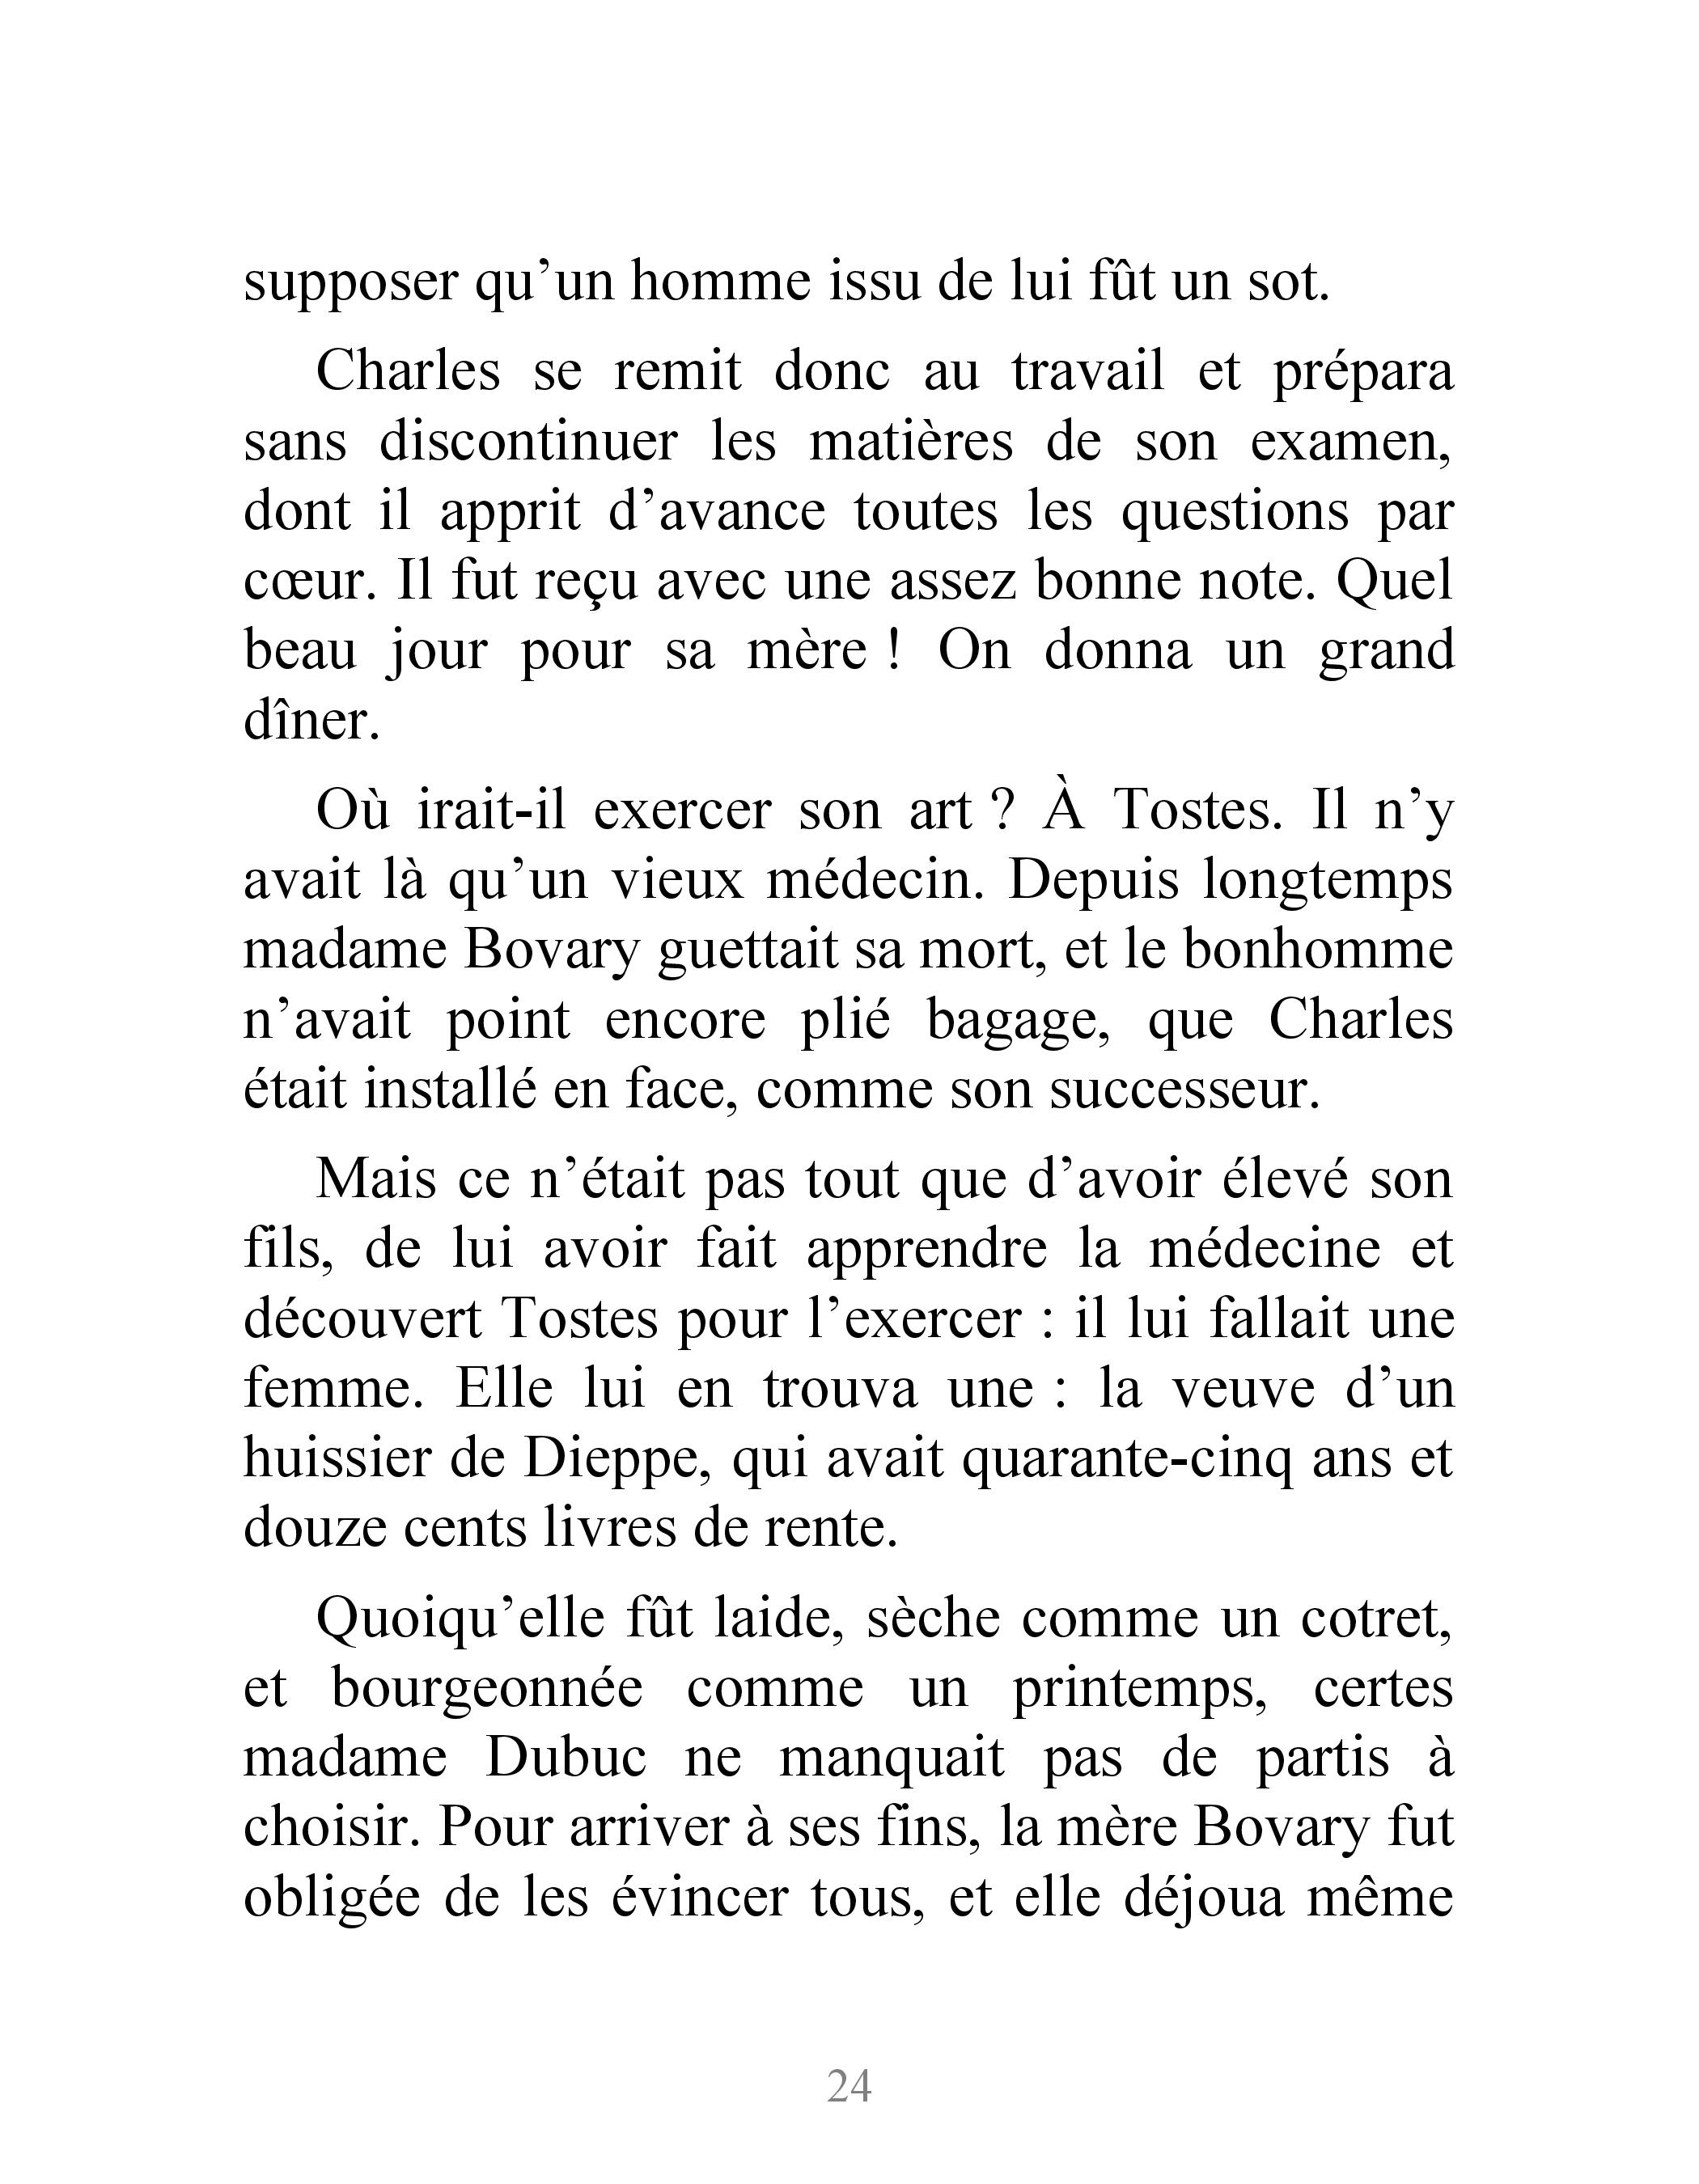 supposer qu’un homme issu de lui fût un sot.
Charles se remit donc au travail et prépara
sans discontinuer les matières de son examen,
dont il apprit d’avance toutes les questions par
cœur. Il fut reçu avec une assez bonne note. Quel
beau jour pour sa mère ! On donna un grand
dîner.
Où irait-il exercer son art ? À Tostes. Il n’y
avait là qu’un vieux médecin. Depuis longtemps
madame Bovary guettait sa mort, et le bonhomme
n’avait point encore plié bagage, que Charles
était installé en face, comme son successeur.
Mais ce n’était pas tout que d’avoir élevé son
fils, de lui avoir fait apprendre la médecine et
découvert Tostes pour l’exercer : il lui fallait une
femme. Elle lui en trouva une : la veuve d’un
huissier de Dieppe, qui avait quarante-cinq ans et
douze cents livres de rente.
Quoiqu’elle fût laide, sèche comme un cotret,
et bourgeonnée comme un printemps, certes
madame Dubuc ne manquait pas de partis à
choisir. Pour arriver à ses fins, la mère Bovary fut
obligée de les évincer tous, et elle déjoua même
24